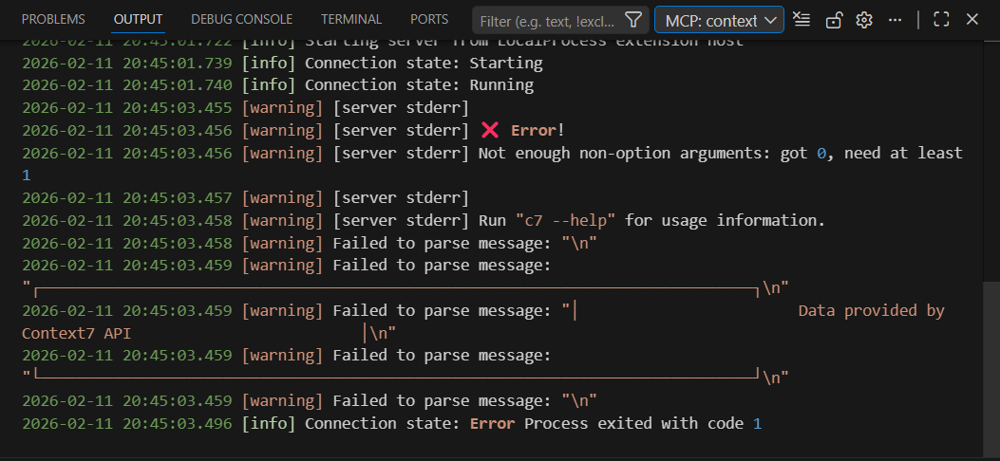 PROBLEMS OUTPUT DEBUG CONSOLE TERMINAL PORTS Filter (e.g. text, !excl... MCP: context
2026-02-11 20:45:01.722 [info] Starting server from LocalProcess extension host
2026-02-11 20:45:01.739 [info] Connection state: Starting
2026-02-11 20:45:01.740 [info] Connection state: Running
2026-02-11 20:45:03.455 [warning] [server stderr]
2026-02-11 20:45:03.456 [warning] [server stderr] ❌ Error!
2026-02-11 20:45:03.456 [warning] [server stderr] Not enough non-option arguments: got 0, need at least
1
2026-02-11 20:45:03.457 [warning] [server stderr]
2026-02-11 20:45:03.458 [warning] [server stderr] Run "c7 --help" for usage information.
2026-02-11 20:45:03.458 [warning] Failed to parse message: "\n"
2026-02-11 20:45:03.459 [warning] Failed to parse message:
"┌──────────────────────────────────────────────────────────────────────────────┐\n"
2026-02-11 20:45:03.459 [warning] Failed to parse message: "│ Data provided by
Context7 API │\n"
2026-02-11 20:45:03.459 [warning] Failed to parse message:
"└──────────────────────────────────────────────────────────────────────────────┘\n"
2026-02-11 20:45:03.459 [warning] Failed to parse message: "\n"
2026-02-11 20:45:03.496 [info] Connection state: Error Process exited with code 1